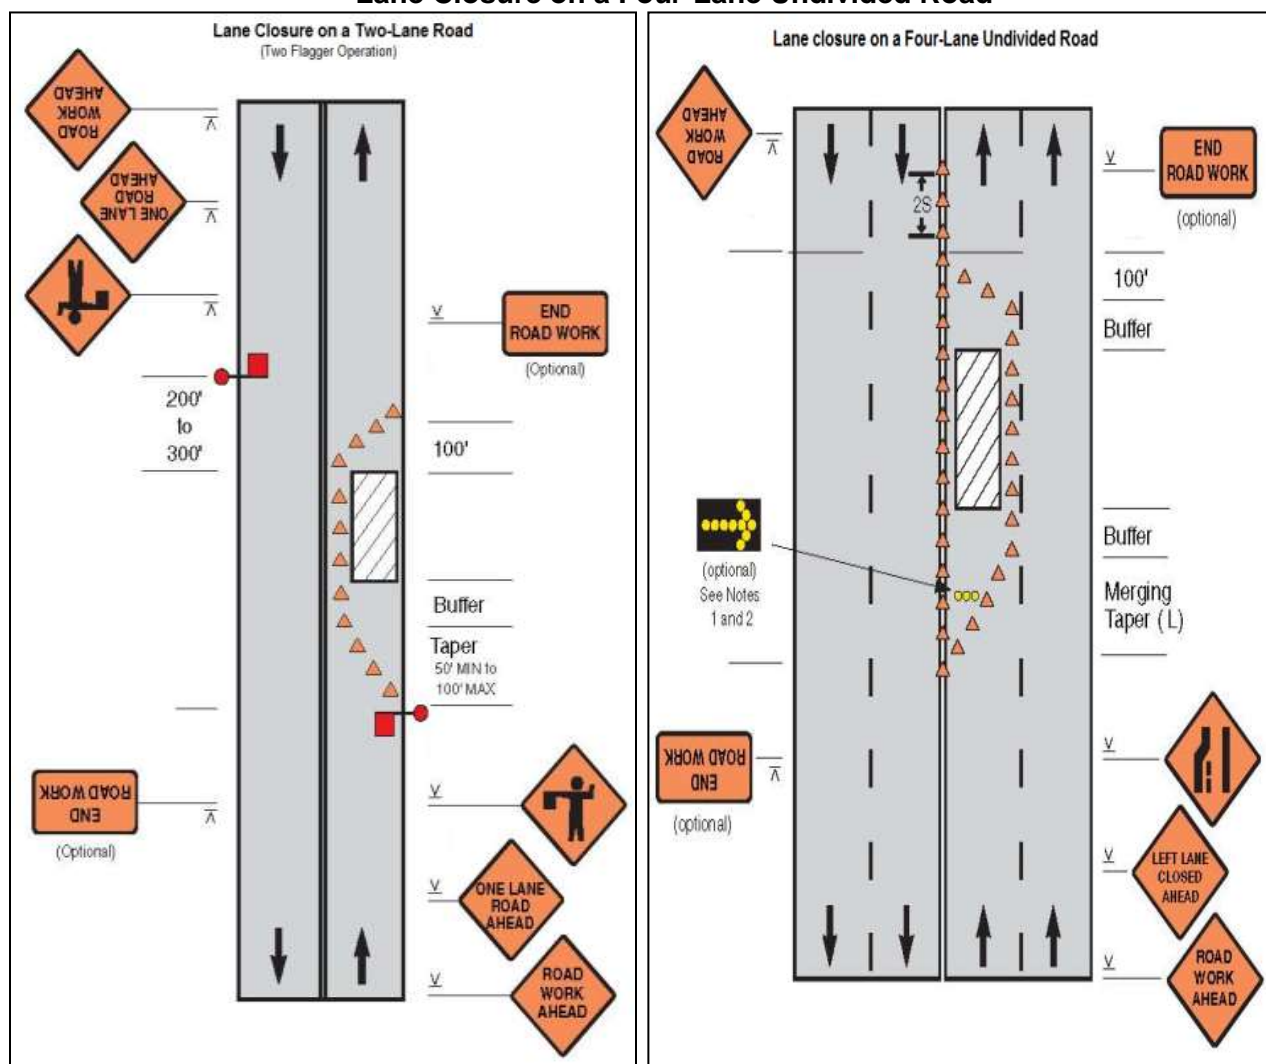 Lane Closure on a Four-Lane Undivided Road
Lane Closure on a Two-Lane Road
(Two Flagger Operation)
ROAD
WORK
AHEAD
ONE LANE
ROAD
AHEAD
END
ROAD WORK
(Optional)
200'
to
300'
100'
Buffer
Taper
50' MIN to
100' MAX
END
ROAD WORK
(Optional)
ONE LANE
ROAD
AHEAD
ROAD
WORK
AHEAD
Lane closure on a Four-Lane Undivided Road
ROAD
WORK
AHEAD
END
ROAD WORK
(optional)
2S
100'
Buffer
(optional)
See Notes
1 and 2
Buffer
Merging
Taper (L)
END
ROAD WORK
(optional)
LEFT LANE
CLOSED
AHEAD
ROAD
WORK
AHEAD